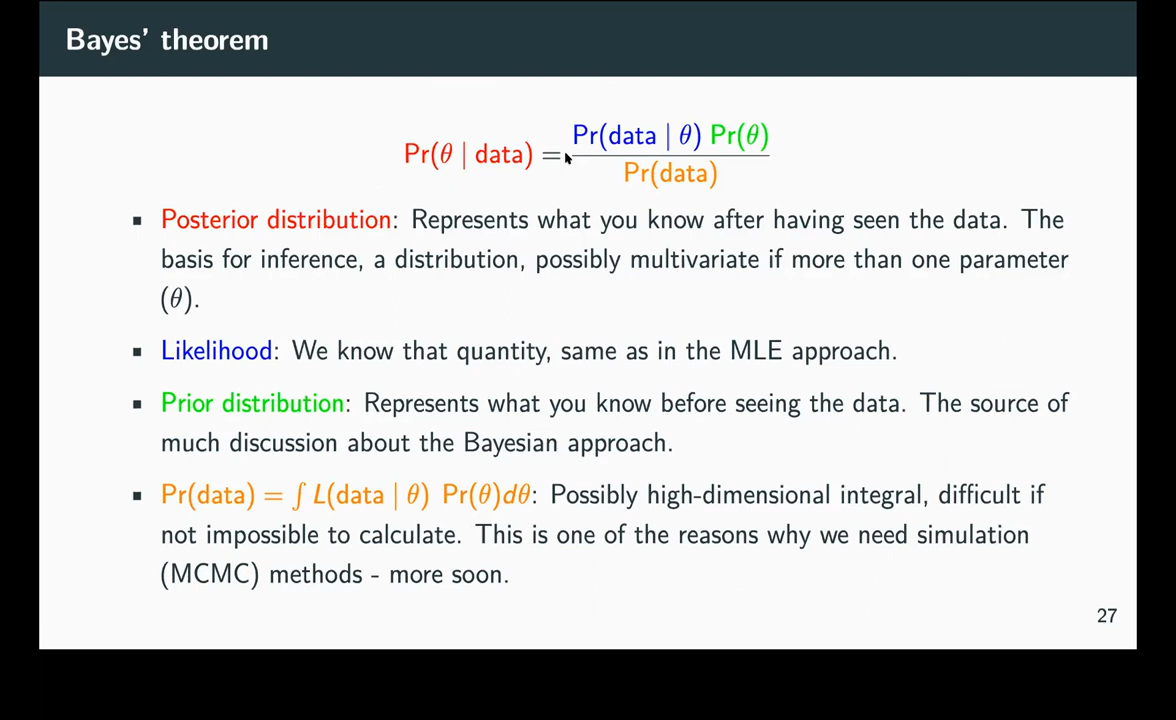 Bayes’ theorem
Pr(θ | data) = Pr(data | θ) Pr(θ)
Pr(data)
▪ Posterior distribution: Represents what you know after having seen the data. The
basis for inference, a distribution, possibly multivariate if more than one parameter
(θ).
▪ Likelihood: We know that quantity, same as in the MLE approach.
▪ Prior distribution: Represents what you know before seeing the data. The source of
much discussion about the Bayesian approach.
▪ Pr(data) = ∫ L(data | θ) Pr(θ)dθ: Possibly high-dimensional integral, difficult if
not impossible to calculate. This is one of the reasons why we need simulation
(MCMC) methods - more soon.
27